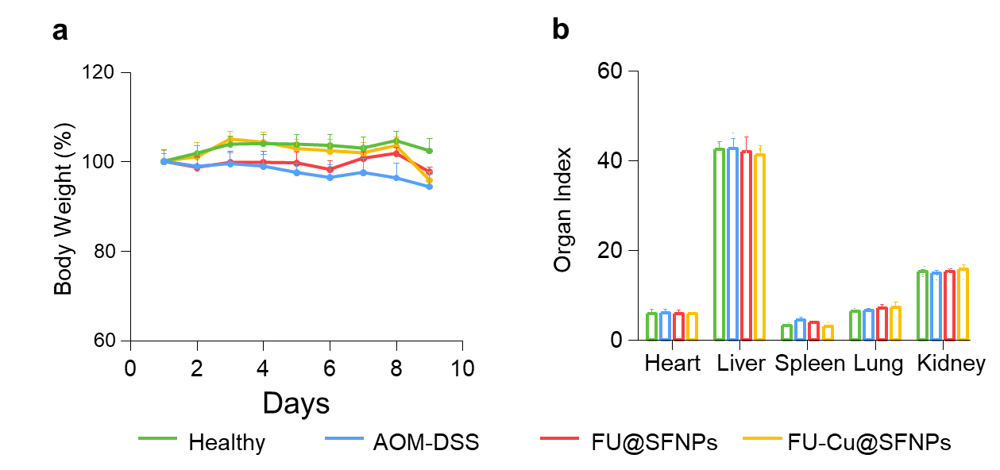 a
120
100
80
60
Body Weight (%)
0 2 4 6 8 10
Days
b
60
40
20
0
Organ Index
Heart Liver Spleen Lung Kidney
Healthy AOM-DSS FU@SFNPs FU-Cu@SFNPs